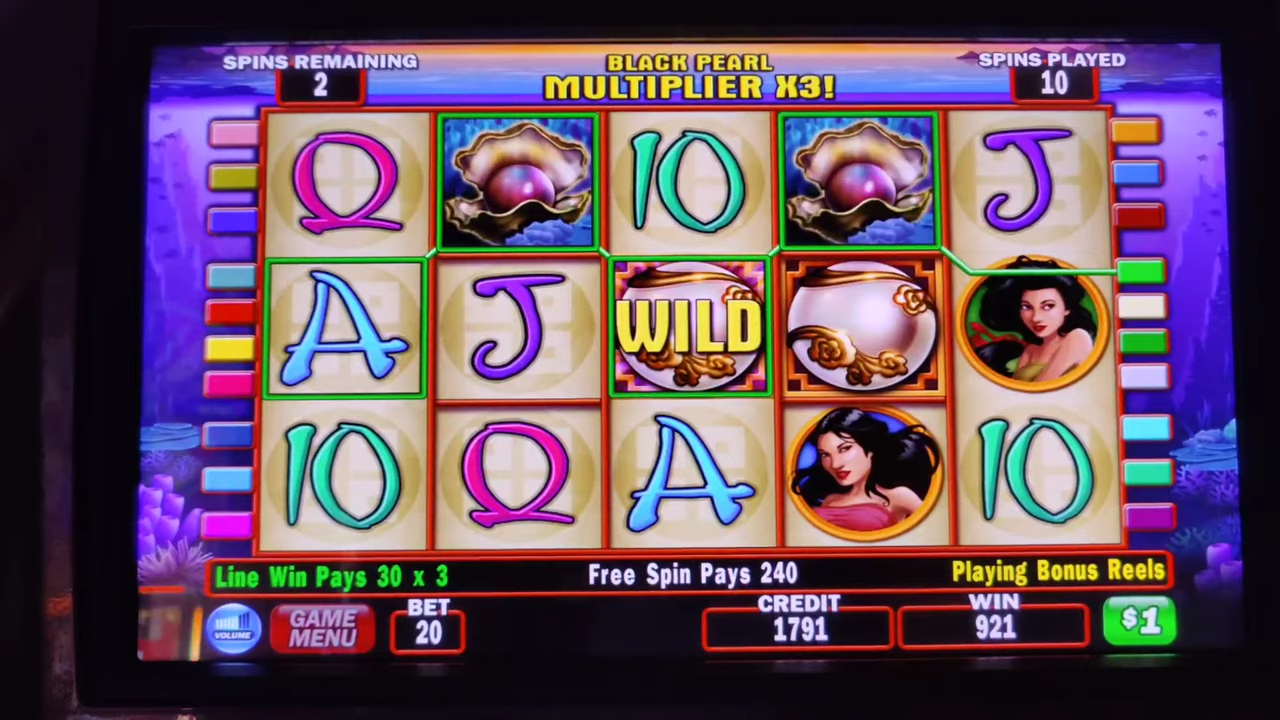 SPINS REMAINING
2
BLACK PEARL
MULTIPLIER X3!
SPINS PLAYED
10
Q
10
J
A
J
WILD
10
Q
A
10
Line Win Pays 30 x 3
Free Spin Pays 240
Playing Bonus Reels
VOLUME
GAME
MENU
BET
20
CREDIT
1791
WIN
921
$1